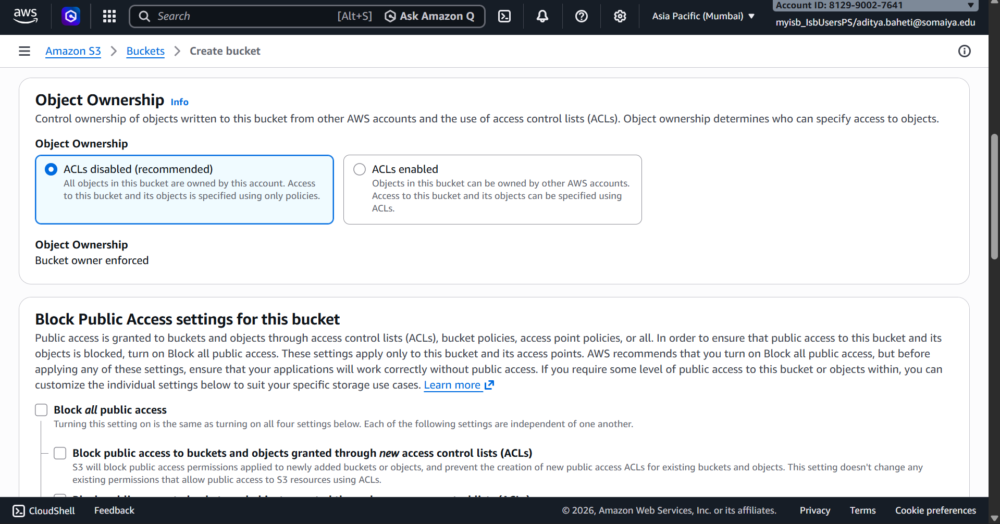 aws
Search [Alt+S] Ask Amazon Q
Asia Pacific (Mumbai) ▼
Account ID: 8129-9002-7641
myisb_IsbUsersPS/aditya.baheti@somaiya.edu
Amazon S3 > Buckets > Create bucket
Object Ownership Info
Control ownership of objects written to this bucket from other AWS accounts and the use of access control lists (ACLs). Object ownership determines who can specify access to objects.
Object Ownership
ACLs disabled (recommended)
All objects in this bucket are owned by this account. Access
to this bucket and its objects is specified using only policies.
ACLs enabled
Objects in this bucket can be owned by other AWS accounts.
Access to this bucket and its objects can be specified using
ACLs.
Object Ownership
Bucket owner enforced
Block Public Access settings for this bucket
Public access is granted to buckets and objects through access control lists (ACLs), bucket policies, access point policies, or all. In order to ensure that public access to this bucket and its
objects is blocked, turn on Block all public access. These settings apply only to this bucket and its access points. AWS recommends that you turn on Block all public access, but before
applying any of these settings, ensure that your applications will work correctly without public access. If you require some level of public access to this bucket or objects within, you can
customize the individual settings below to suit your specific storage use cases. Learn more
Block all public access
Turning this setting on is the same as turning on all four settings below. Each of the following settings are independent of one another.
Block public access to buckets and objects granted through new access control lists (ACLs)
S3 will block public access permissions applied to newly added buckets or objects, and prevent the creation of new public access ACLs for existing buckets and objects. This setting doesn't change any
existing permissions that allow public access to S3 resources using ACLs.
CloudShell Feedback © 2026, Amazon Web Services, Inc. or its affiliates. Privacy Terms Cookie preferences